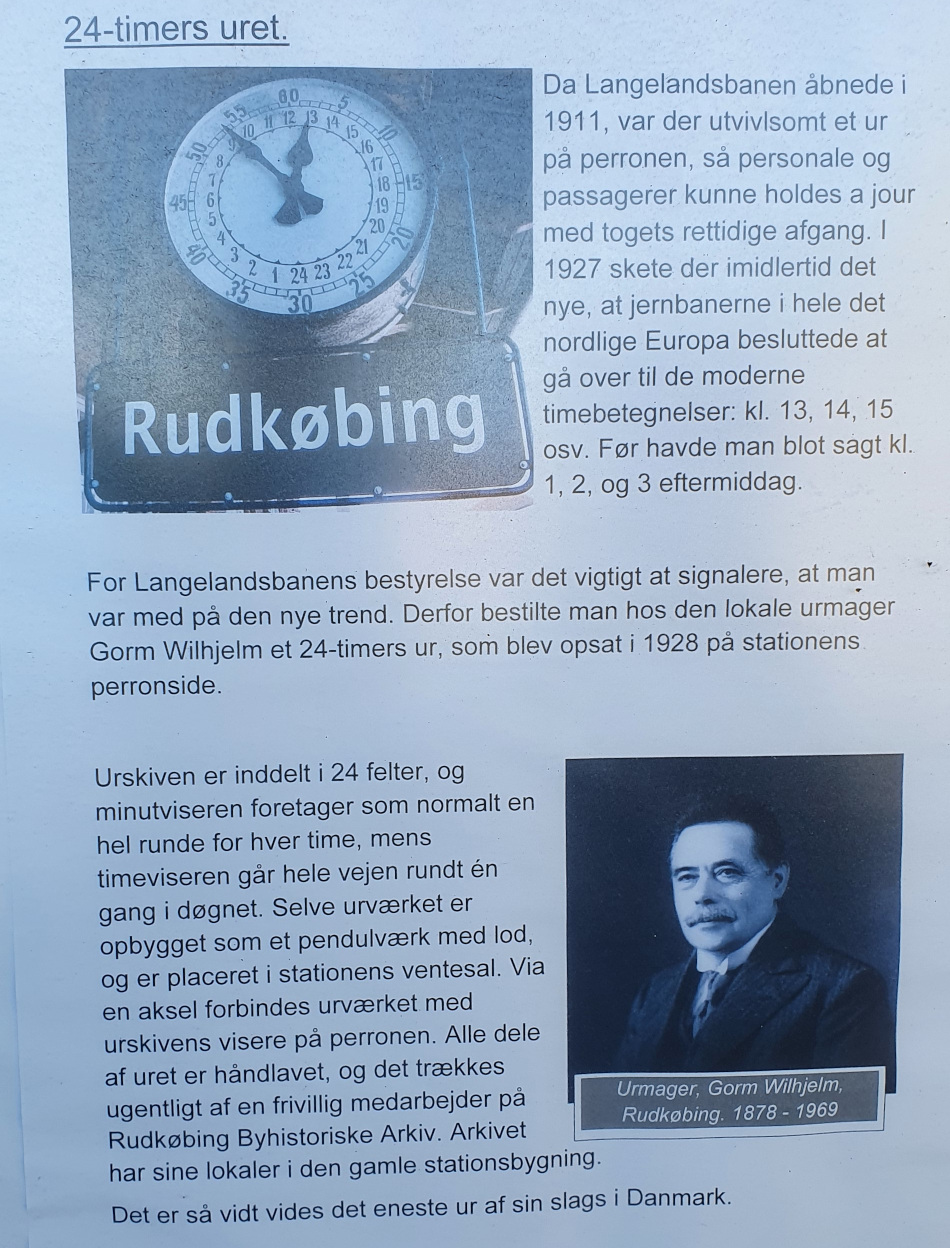 24-timers uret.
60
5
10
15
20
25
30
35
40
45
50
55
12
13
14
15
16
17
18
19
20
21
22
23
24
1
2
3
4
5
6
7
8
9
10
11
Rudkøbing
Da Langelandsbanen åbnede i
1911, var der utvivlsomt et ur
på perronen, så personale og
passagerer kunne holdes a jour
med togets rettidige afgang. I
1927 skete der imidlertid det
nye, at jernbanerne i hele det
nordlige Europa besluttede at
gå over til de moderne
timebetegnelser: kl. 13, 14, 15
osv. Før havde man blot sagt kl.
1, 2, og 3 eftermiddag.
For Langelandsbanens bestyrelse var det vigtigt at signalere, at man
var med på den nye trend. Derfor bestilte man hos den lokale urmager
Gorm Wilhjelm et 24-timers ur, som blev opsat i 1928 på stationens
perronside.
Urskiven er inddelt i 24 felter, og
minutviseren foretager som normalt en
hel runde for hver time, mens
timeviseren går hele vejen rundt én
gang i døgnet. Selve urværket er
opbygget som et pendulværk med lod,
og er placeret i stationens ventesal. Via
en aksel forbindes urværket med
urskivens visere på perronen. Alle dele
af uret er håndlavet, og det trækkes
ugentligt af en frivillig medarbejder på
Rudkøbing Byhistoriske Arkiv. Arkivet
har sine lokaler i den gamle stationsbygning.
Det er så vidt vides det eneste ur af sin slags i Danmark.
Urmager, Gorm Wilhjelm,
Rudkøbing. 1878 - 1969